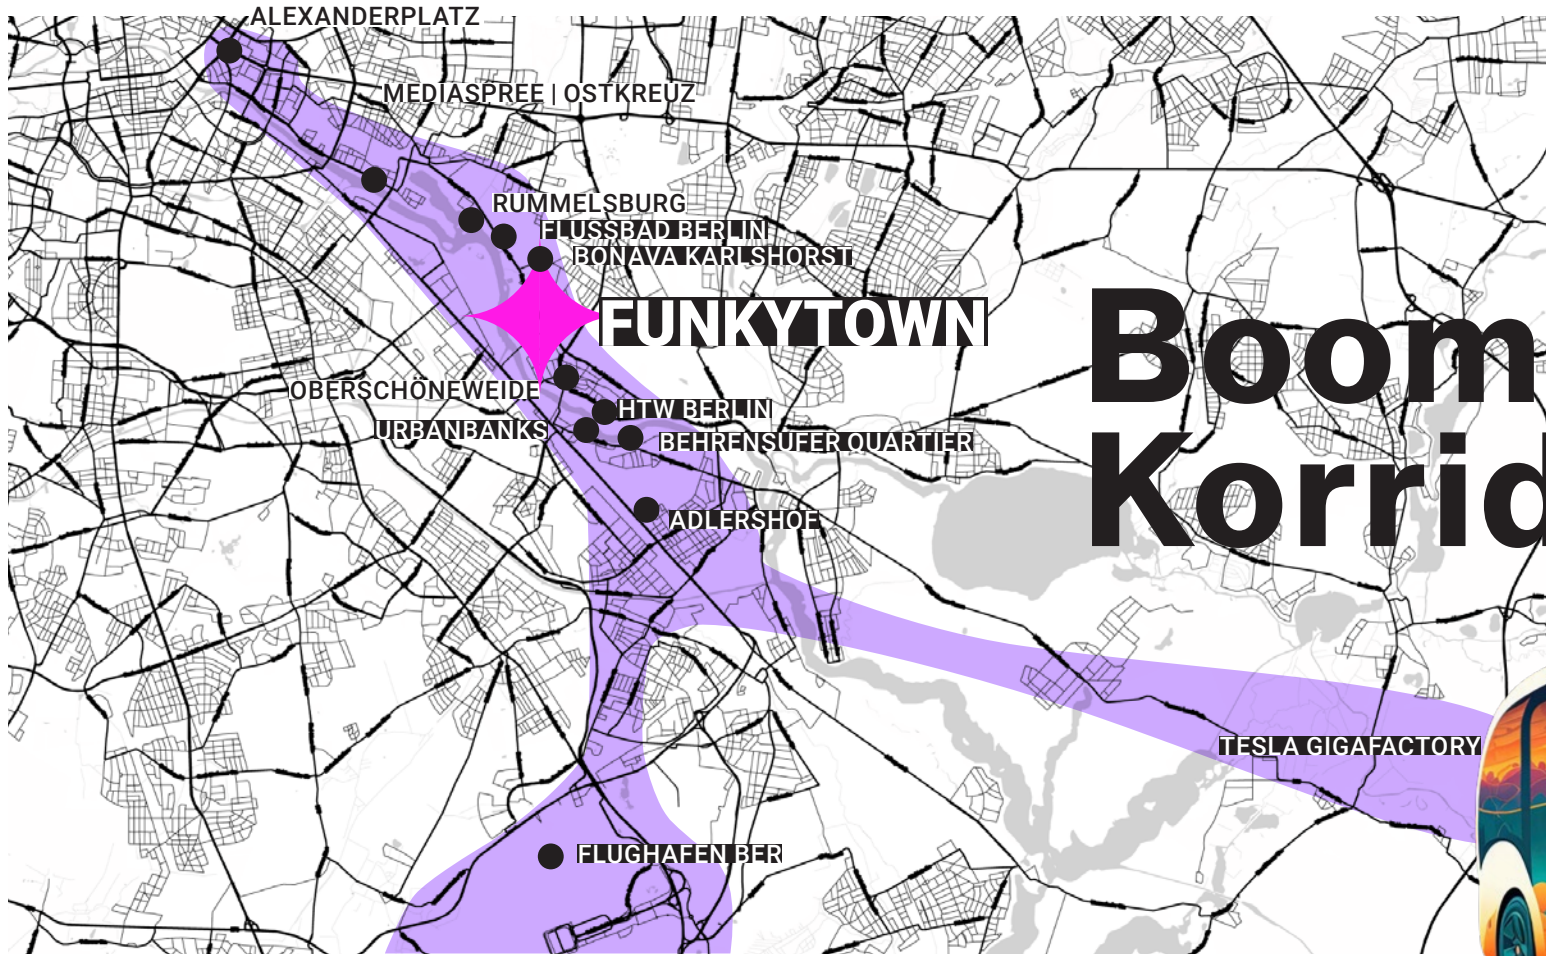 ALEXANDERPLATZ
MEDIASPREE | OSTKREUZ
RUMMELSBURG
FLUSSBAD BERLIN
BONAVA KARLSHORST
FUNKYTOWN
Boom
Korrid
OBERSCHÖNEWEIDE
HTW BERLIN
URBANBANKS
BEHRENSUFER QUARTIER
ADLERSHOF
TESLA GIGAFACTORY
FLUGHAFEN BER